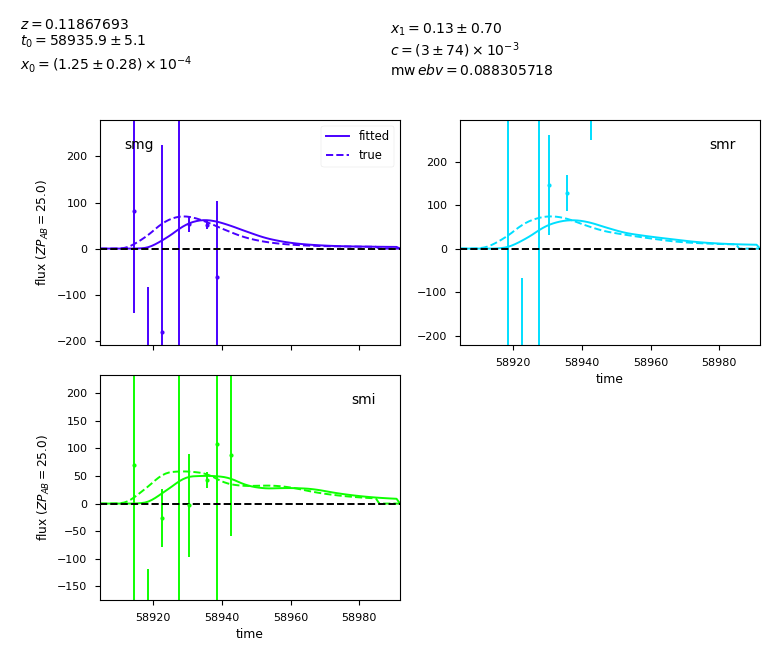 z = 0.11867693
t₀ = 58935.9 ± 5.1
x₀ = (1.25 ± 0.28) × 10⁻⁴
x₁ = 0.13 ± 0.70
c = (3 ± 74) × 10⁻³
mw ebv = 0.088305718
smg
fitted
true
200
100
0
−100
−200
flux (ZP_AB = 25.0)
smr
200
100
0
−100
−200
58920 58940 58960 58980
time
smi
200
150
100
50
0
−50
−100
−150
flux (ZP_AB = 25.0)
58920 58940 58960 58980
time